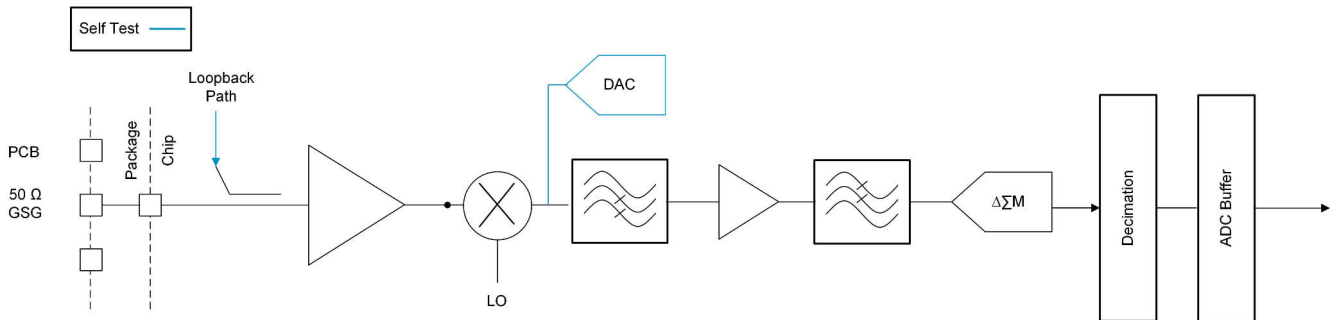 Self Test
Loopback
Path
DAC
PCB
Package
Chip
50 Ω
GSG
LO
ΔΣM
Decimation
ADC Buffer